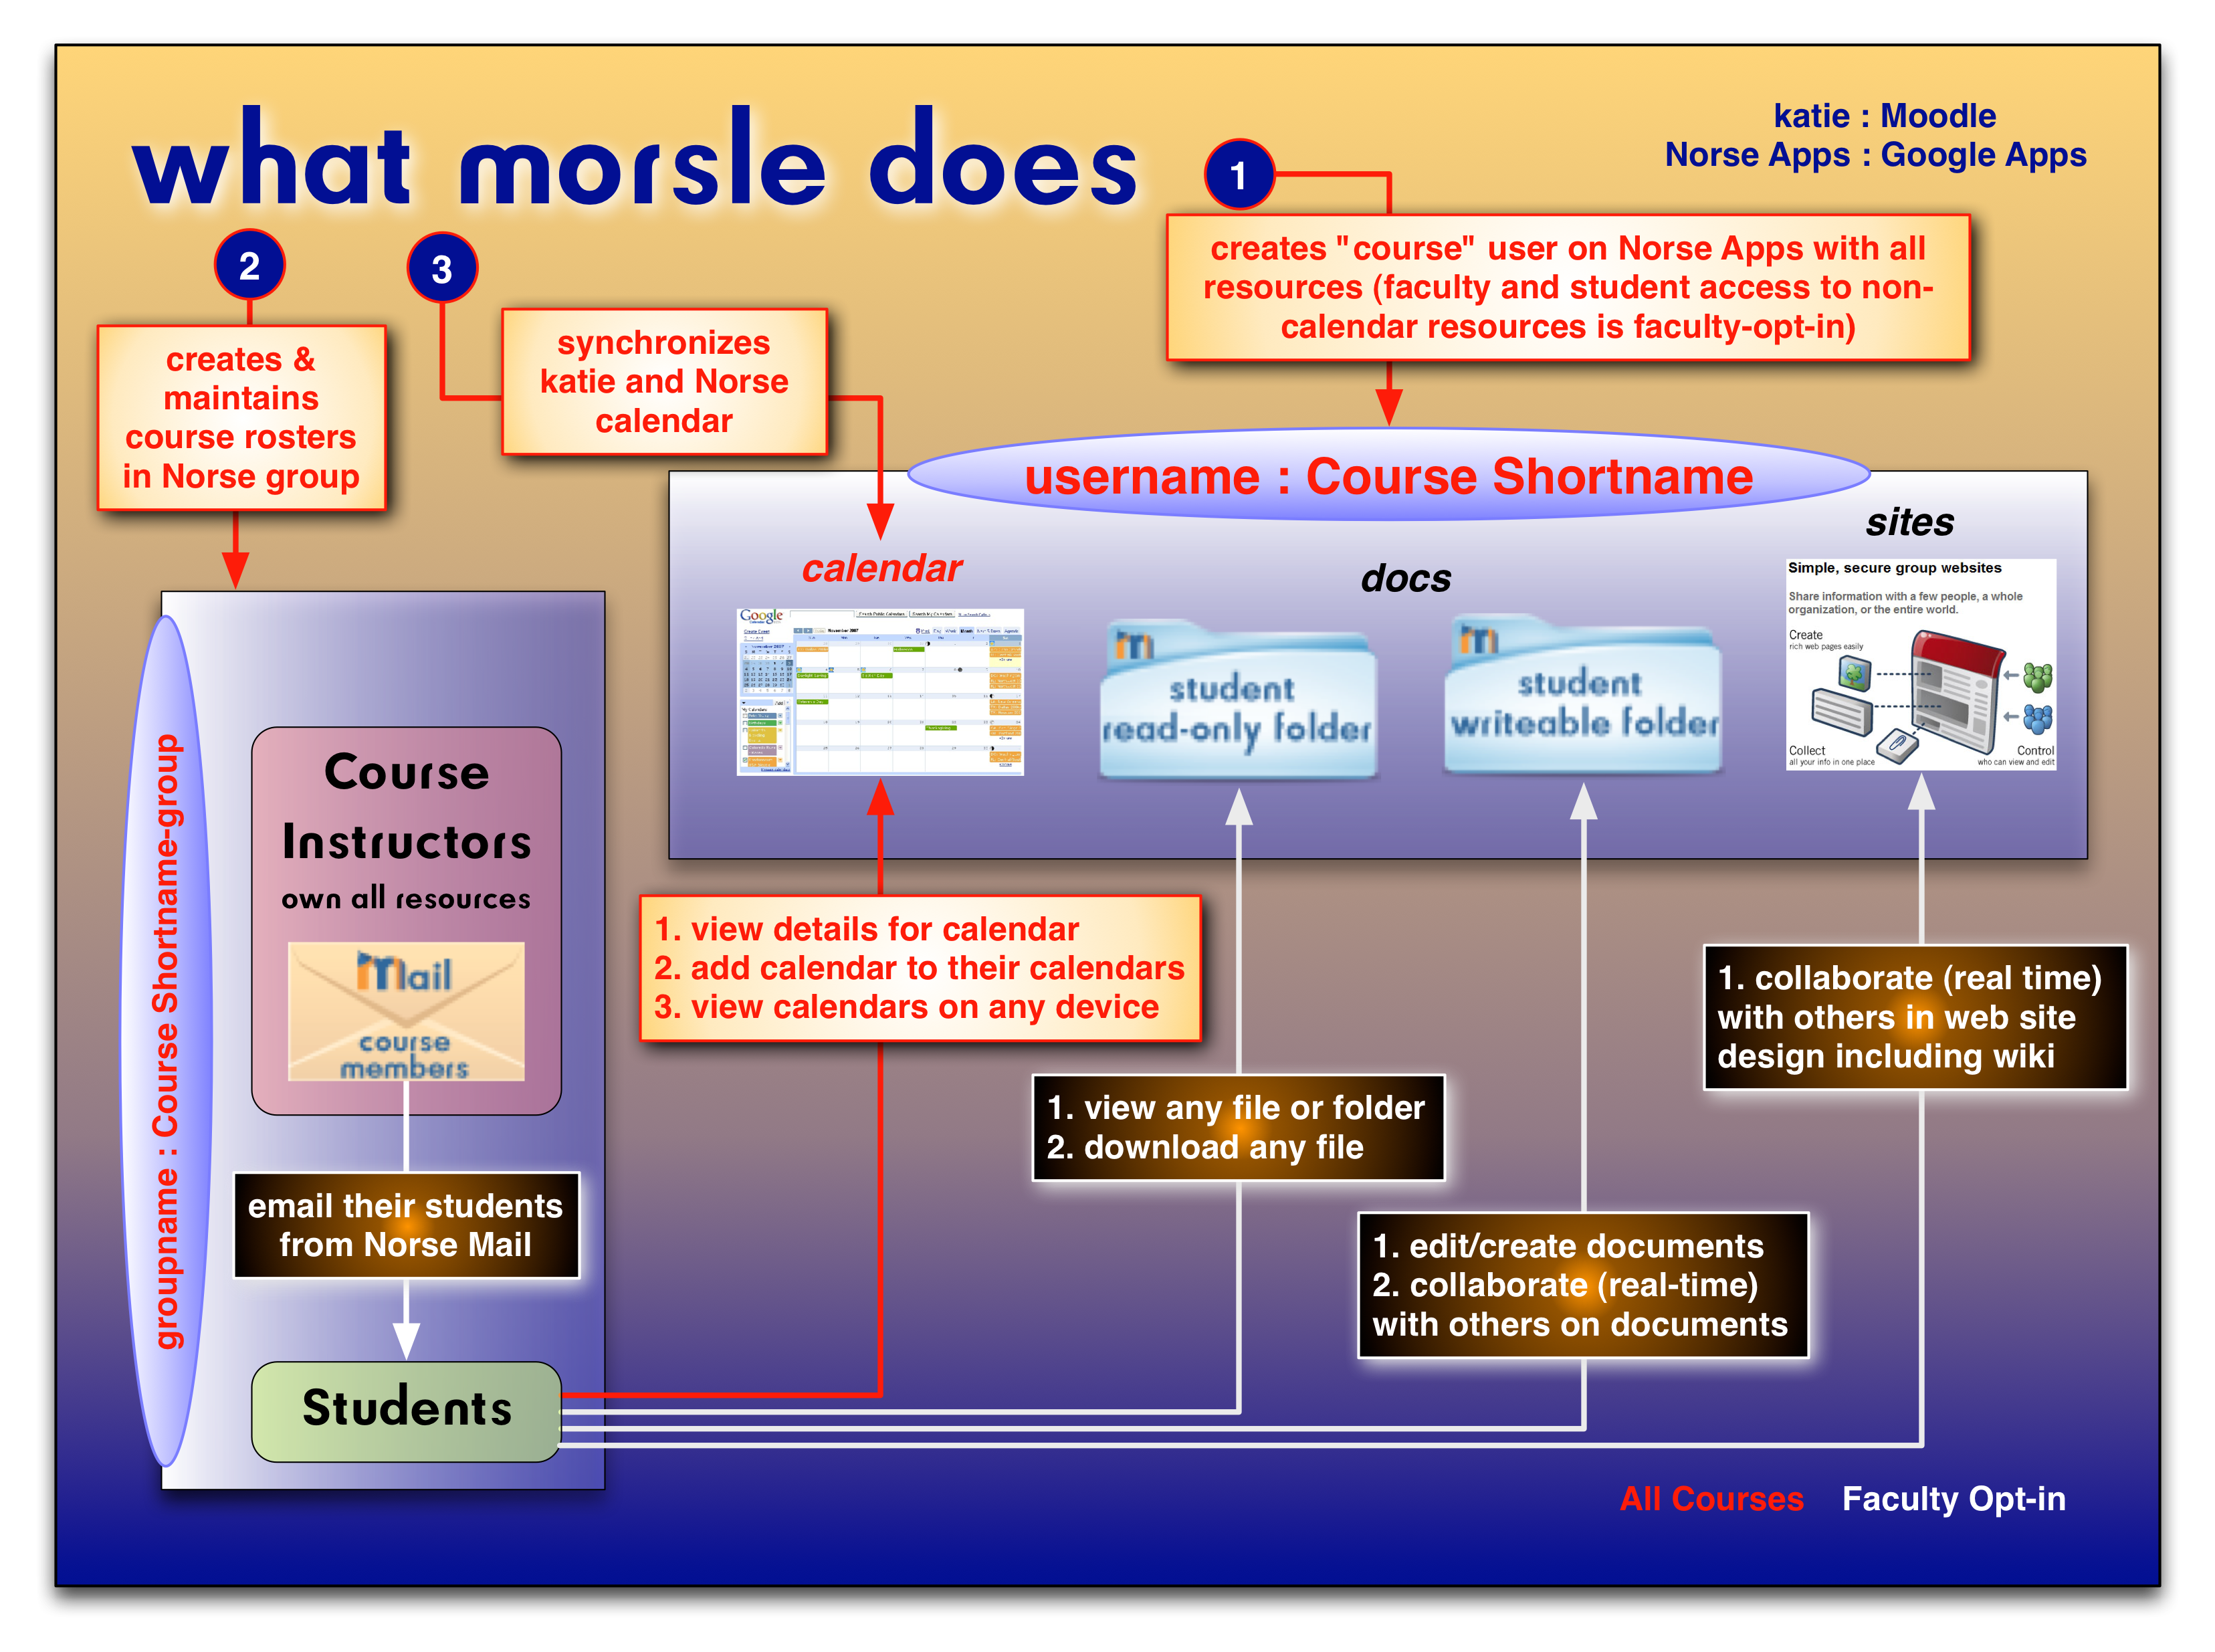 what morsle does
katie : Moodle
Norse Apps : Google Apps
1
creates "course" user on Norse Apps with all
resources (faculty and student access to non-
calendar resources is faculty-opt-in)
2
creates &
maintains
course rosters
in Norse group
3
synchronizes
katie and Norse
calendar
username : Course Shortname
calendar
docs
sites
Google
November 2007
student
read-only folder
student
writeable folder
Simple, secure group websites
Share information with a few people, a whole
organization, or the entire world.
Create
rich web pages easily
Collect
all your info in one place
Control
who can view and edit
groupname : Course Shortname-group
Course
Instructors
own all resources
mail
course
members
email their students
from Norse Mail
Students
1. view details for calendar
2. add calendar to their calendars
3. view calendars on any device
1. view any file or folder
2. download any file
1. edit/create documents
2. collaborate (real-time)
with others on documents
1. collaborate (real time)
with others in web site
design including wiki
All Courses Faculty Opt-in